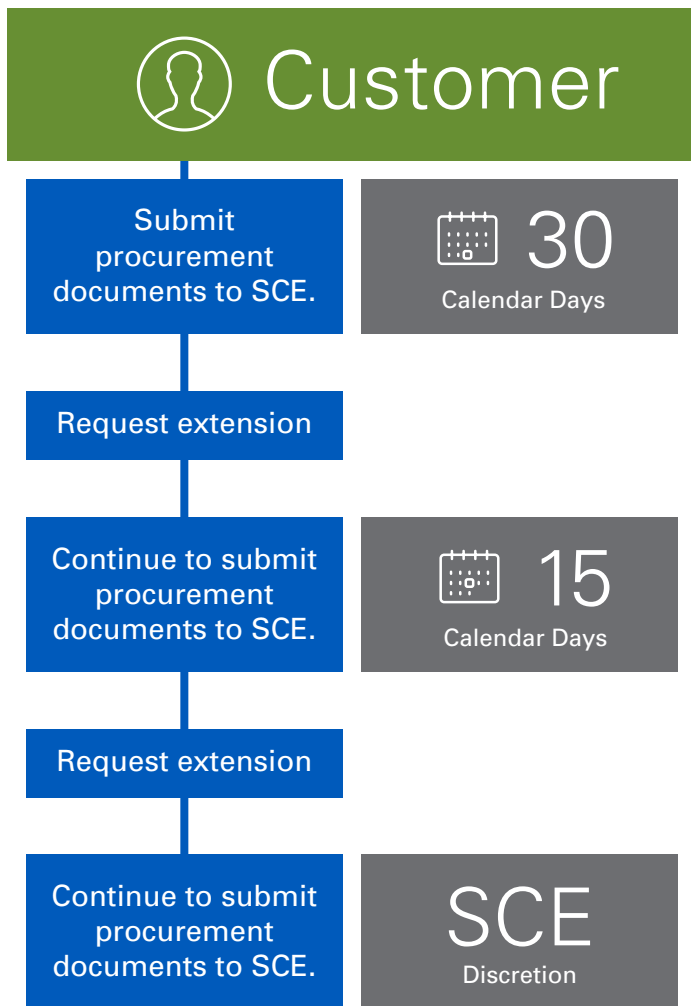 Customer
Submit
procurement
documents to SCE.
30
Calendar Days
Request extension
Continue to submit
procurement
documents to SCE.
15
Calendar Days
Request extension
Continue to submit
procurement
documents to SCE.
SCE
Discretion